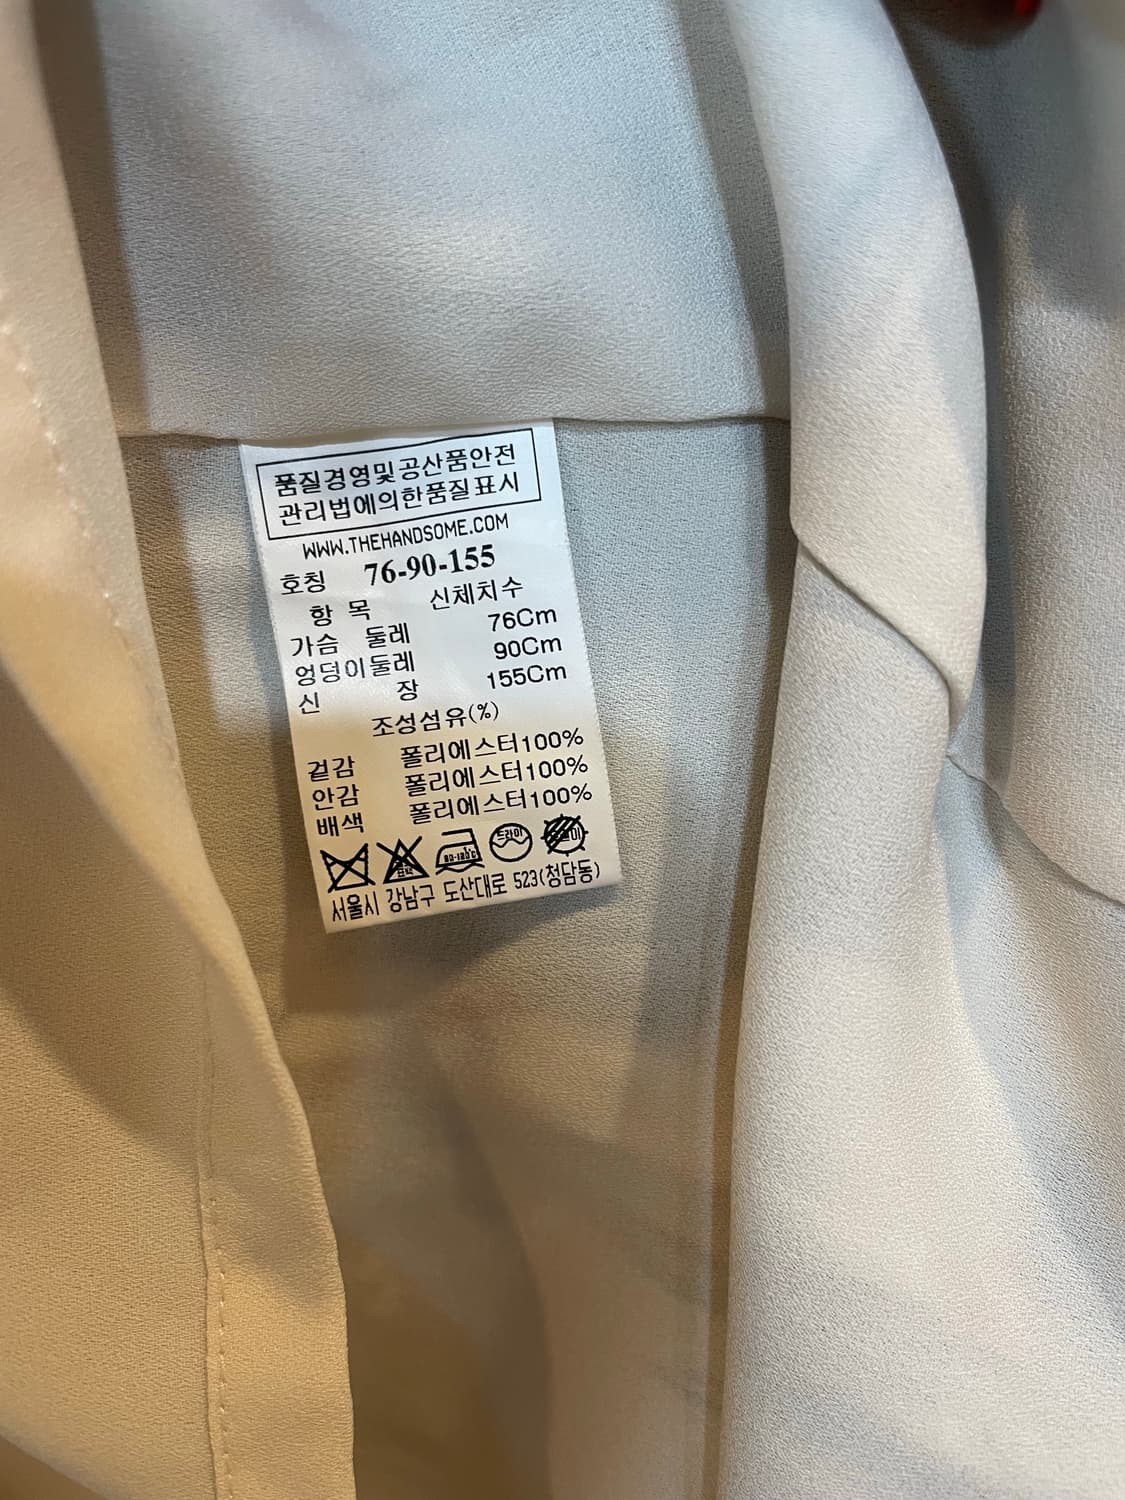 품질경영및공산품안전
관리법에의한품질표시
WWW.THEHANDSOME.COM
호칭 76-90-155
항 목 신체치수
가슴 둘레 76Cm
엉덩이둘레 90Cm
신 장 155Cm
조성섬유(%)
겉감 폴리에스터100%
안감 폴리에스터100%
배색 폴리에스터100%
표백 80-120℃ 드라이
서울시 강남구 도산대로 523(청담동)